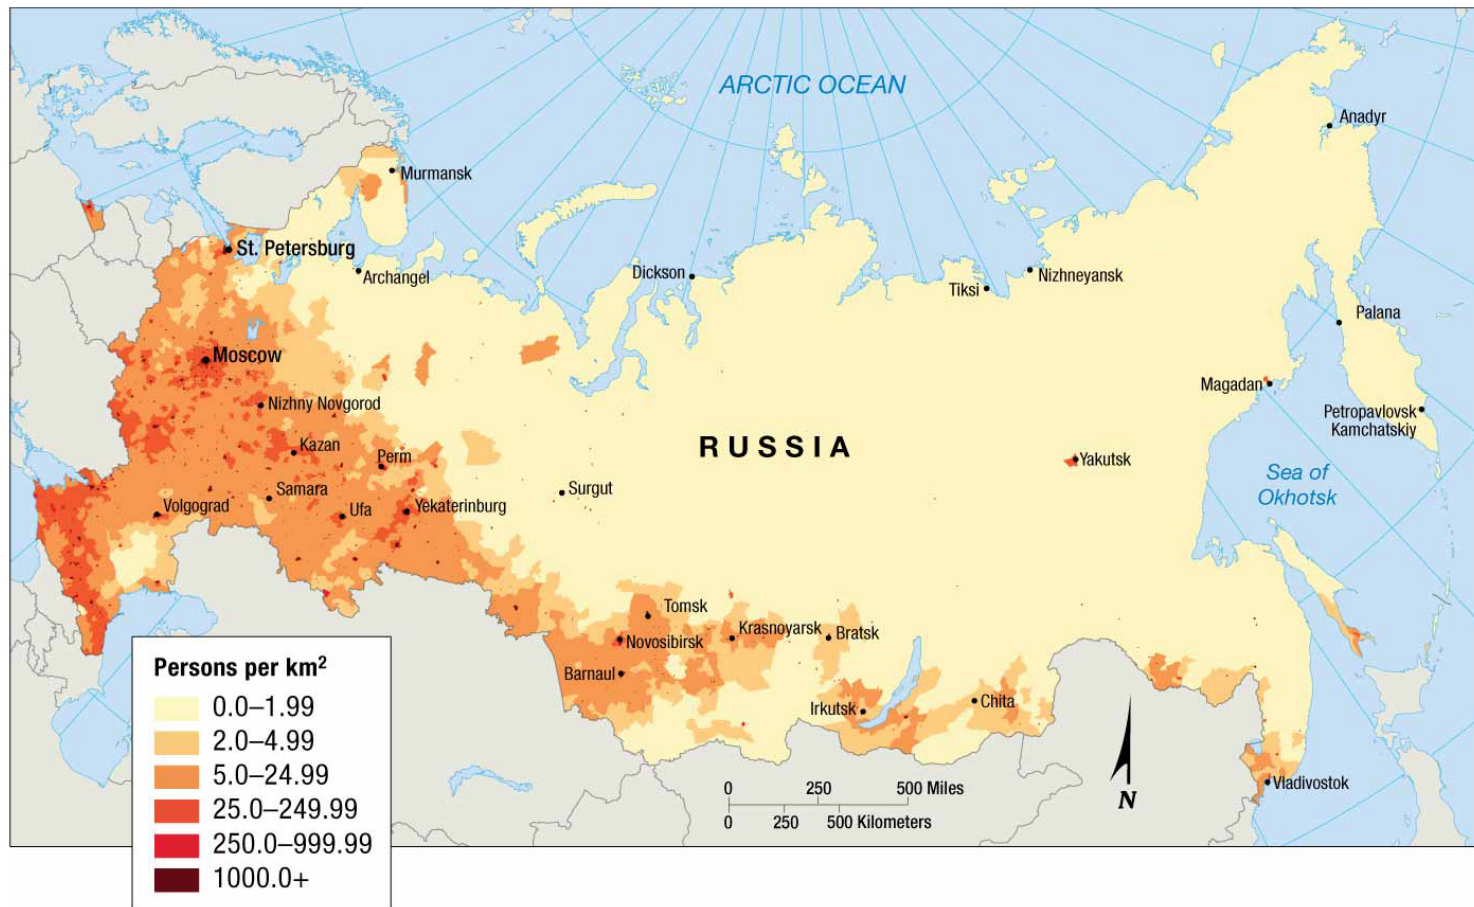 ARCTIC OCEAN
Anadyr
Murmansk
St. Petersburg
Archangel
Dickson
Tiksi
Nizhneyansk
Palana
Moscow
Magadan
Nizhny Novgorod
Petropavlovsk
Kamchatskiy
RUSSIA
Kazan
Perm
Yakutsk
Sea of
Okhotsk
Surgut
Samara
Volgograd
Ufa
Yekaterinburg
Tomsk
Novosibirsk
Krasnoyarsk
Bratsk
Barnaul
Irkutsk
Chita
Vladivostok
Persons per km²
0.0–1.99
2.0–4.99
5.0–24.99
25.0–249.99
250.0–999.99
1000.0+
0 250 500 Miles
0 250 500 Kilometers
N